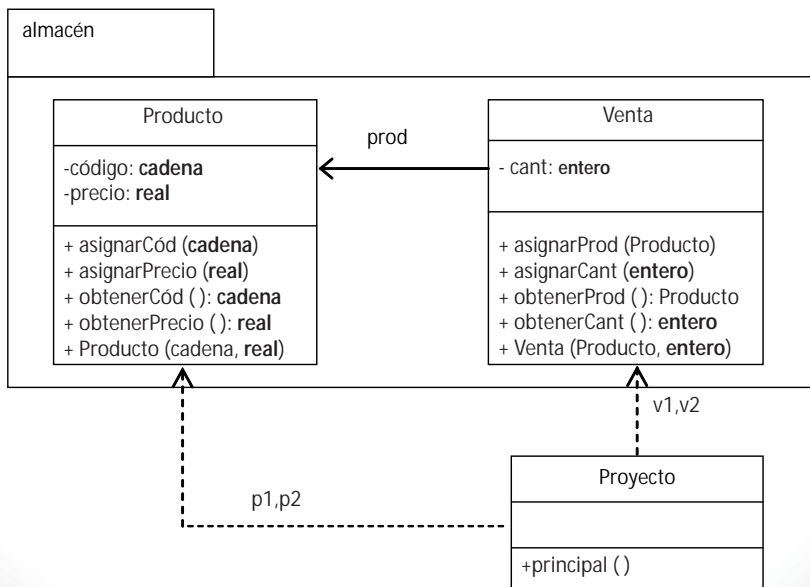 almacén
Producto
-código: cadena
-precio: real
+ asignarCód (cadena)
+ asignarPrecio (real)
+ obtenerCód ( ): cadena
+ obtenerPrecio ( ): real
+ Producto (cadena, real)
prod
Venta
- cant: entero
+ asignarProd (Producto)
+ asignarCant (entero)
+ obtenerProd ( ): Producto
+ obtenerCant ( ): entero
+ Venta (Producto, entero)
v1,v2
p1,p2
Proyecto
+principal ( )